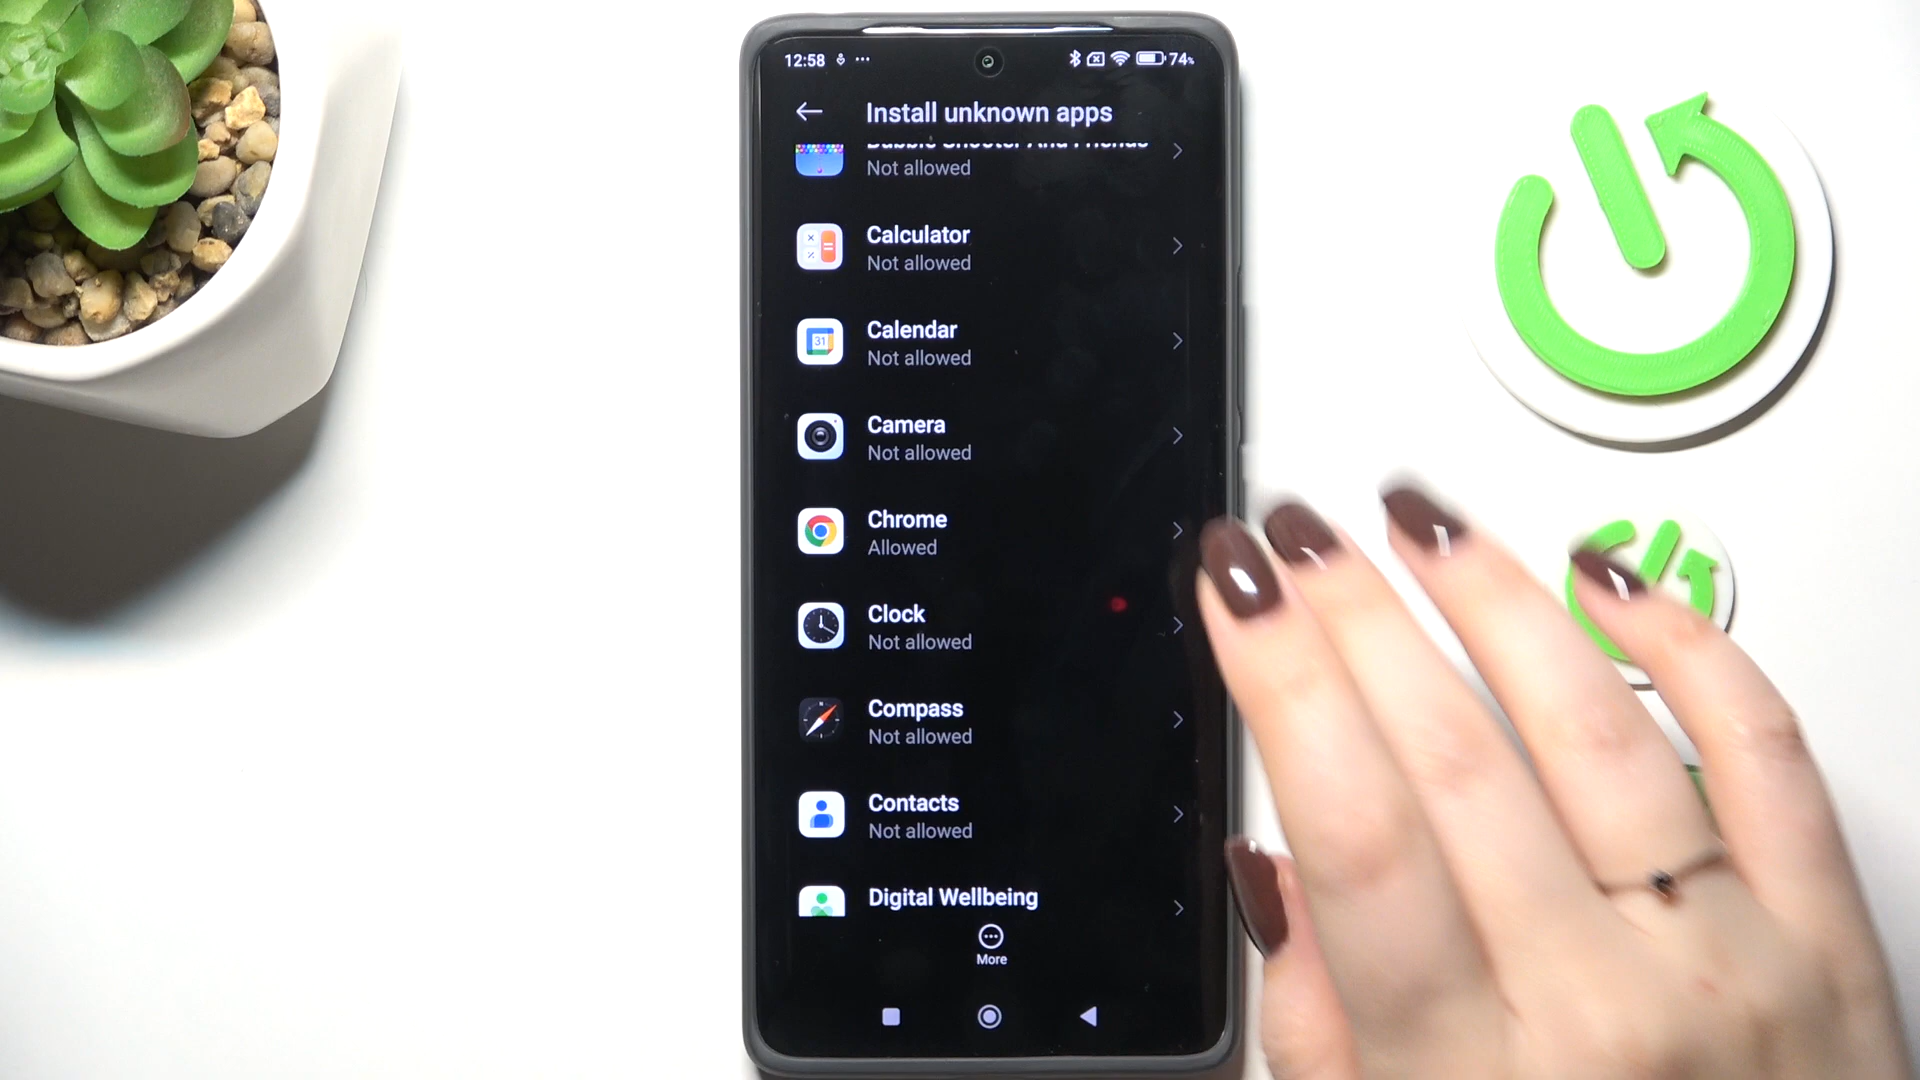 12:58
74%
Install unknown apps
Bubble Shooter And Friends
Not allowed
Calculator
Not allowed
Calendar
Not allowed
31
Camera
Not allowed
Chrome
Allowed
Clock
Not allowed
Compass
Not allowed
Contacts
Not allowed
Digital Wellbeing
More